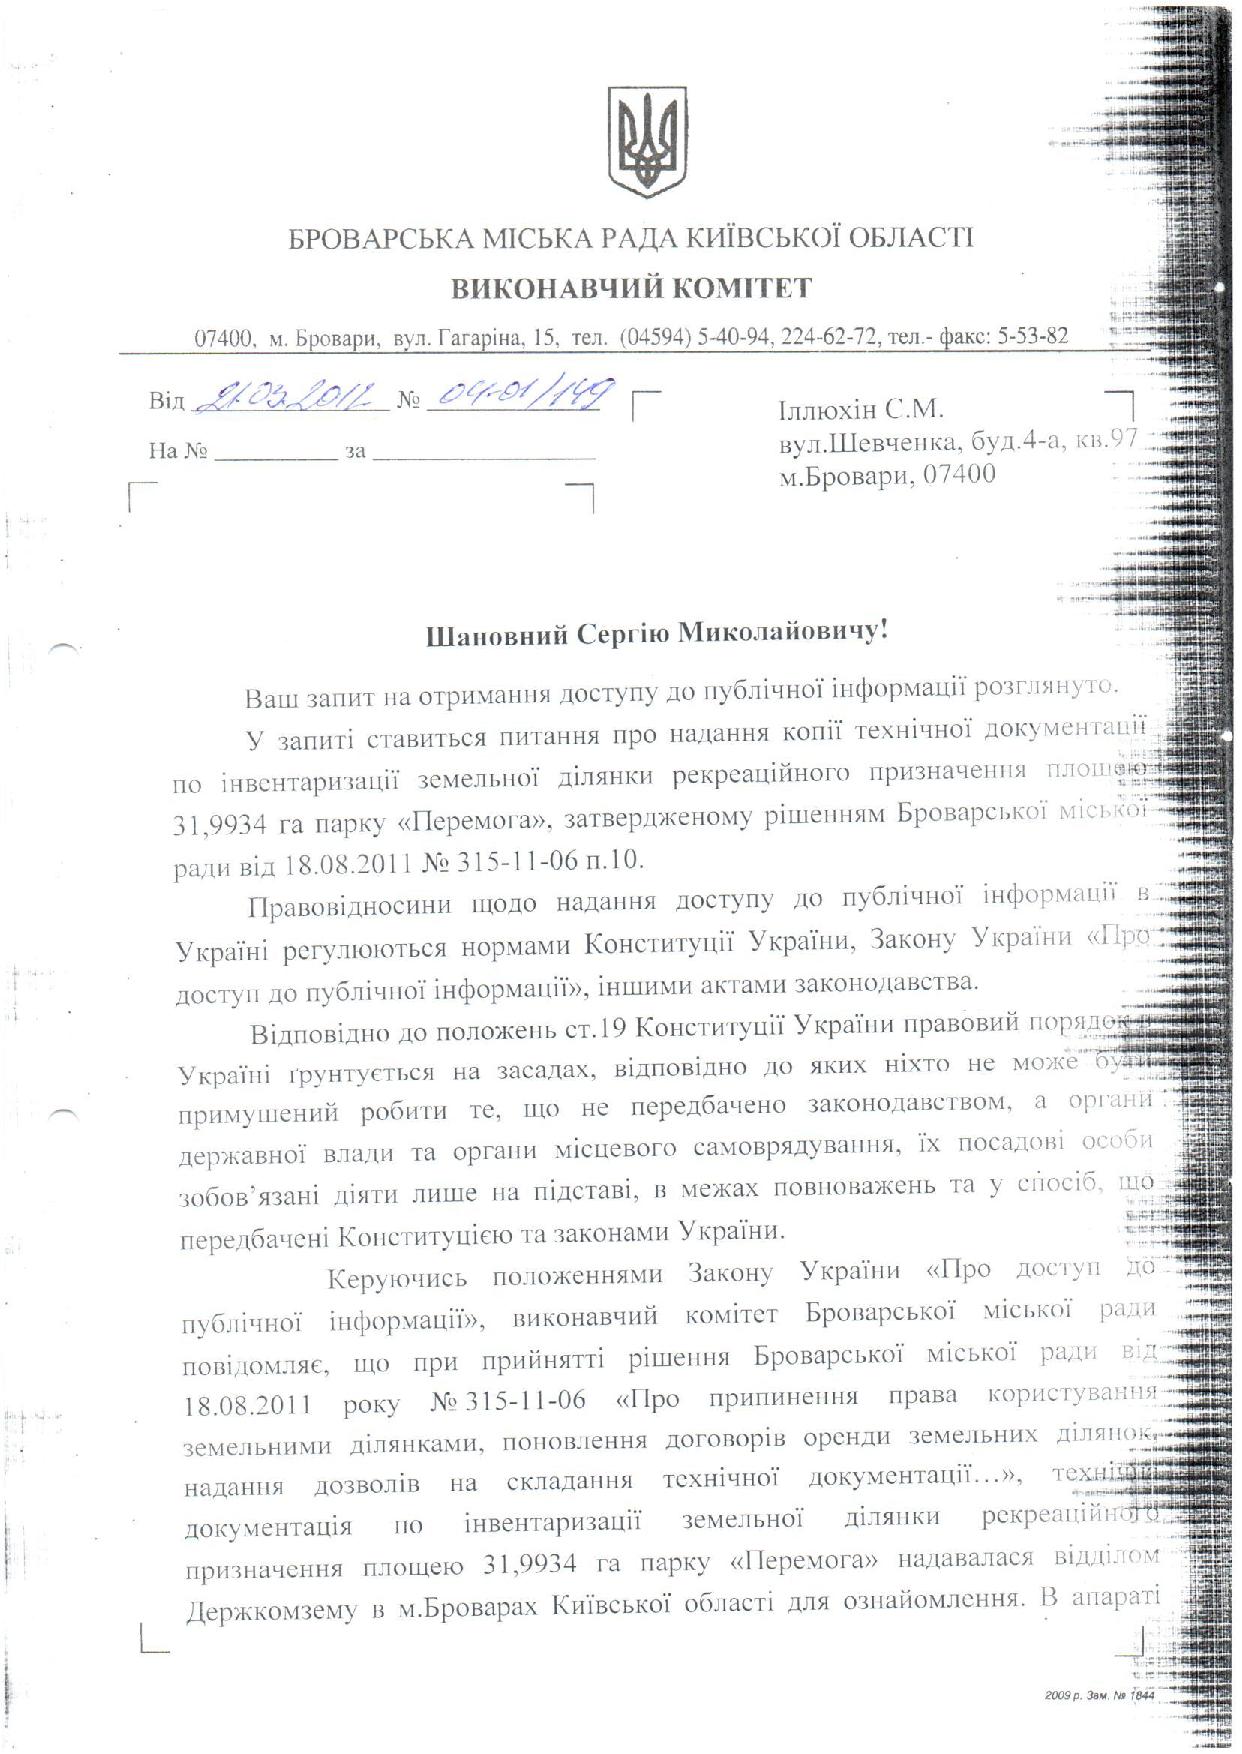 БРОВАРСЬКА МІСЬКА РАДА КИЇВСЬКОЇ ОБЛАСТІ
ВИКОНАВЧИЙ КОМІТЕТ
07400, м. Бровари, вул. Гагаріна, 15, тел. (04594) 5-40-94, 224-62-72, тел.- факс: 5-53-82
Від 21.03.2012 № 04-01/149
На № ___________ за ____________________
Іллюхін С.М.
вул.Шевченка, буд.4-а, кв.97
м.Бровари, 07400
Шановний Сергію Миколайовичу!
Ваш запит на отримання доступу до публічної інформації розглянуто.
У запиті ставиться питання про надання копії технічної документації
по інвентаризації земельної ділянки рекреаційного призначення площею
31,9934 га парку «Перемога», затвердженому рішенням Броварської міської
ради від 18.08.2011 № 315-11-06 п.10.
Правовідносини щодо надання доступу до публічної інформації в
Україні регулюються нормами Конституції України, Закону України «Про
доступ до публічної інформації», іншими актами законодавства.
Відповідно до положень ст.19 Конституції України правовий порядок в
Україні ґрунтується на засадах, відповідно до яких ніхто не може бути
примушений робити те, що не передбачено законодавством, а органи
державної влади та органи місцевого самоврядування, їх посадові особи
зобов’язані діяти лише на підставі, в межах повноважень та у спосіб, що
передбачені Конституцією та законами України.
Керуючись положеннями Закону України «Про доступ до
публічної інформації», виконавчий комітет Броварської міської ради
повідомляє, що при прийнятті рішення Броварської міської ради від
18.08.2011 року № 315-11-06 «Про припинення права користування
земельними ділянками, поновлення договорів оренди земельних ділянок,
надання дозволів на складання технічної документації…», технічна
документація по інвентаризації земельної ділянки рекреаційного
призначення площею 31,9934 га парку «Перемога» надавалася відділом
Держкомзему в м.Броварах Київської області для ознайомлення. В апараті
2009 р. Зам. № 1844